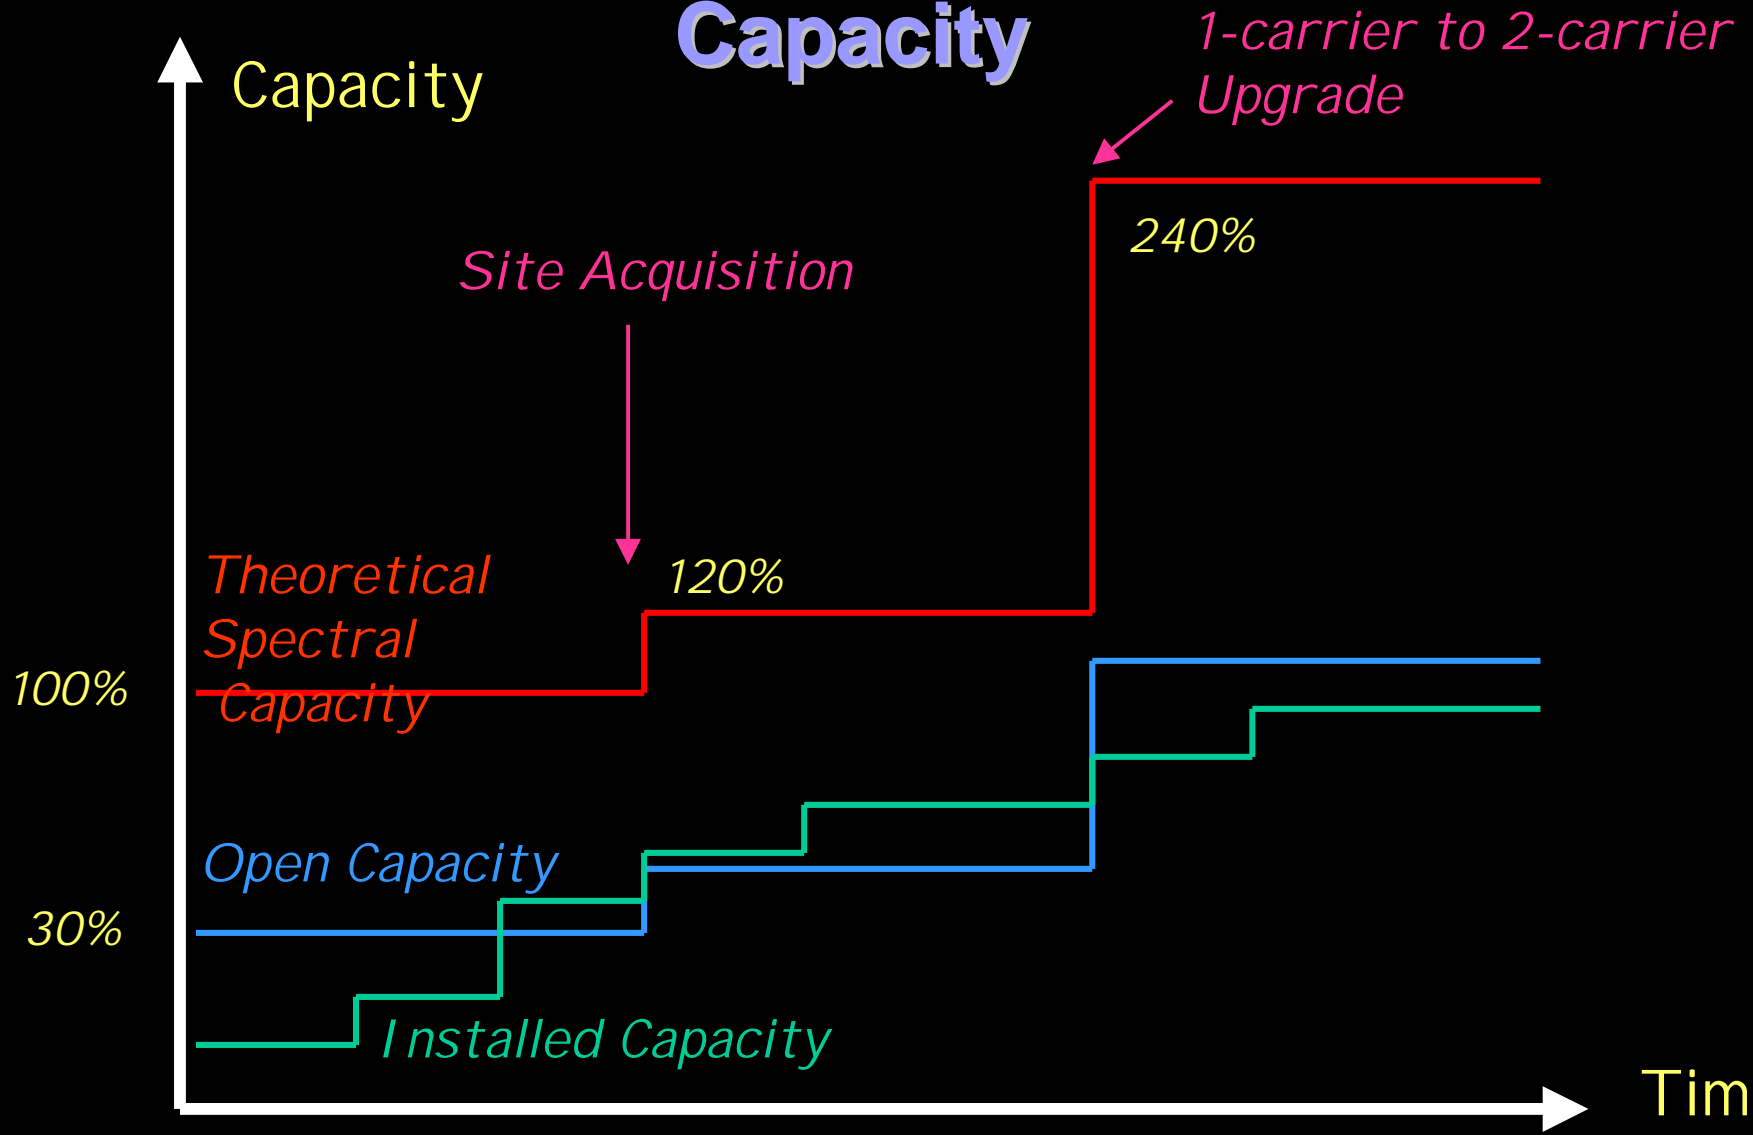 Capacity
1-carrier to 2-carrier
Upgrade
Capacity
240%
Site Acquisition
120%
Theoretical
Spectral
Capacity
100%
Open Capacity
30%
Installed Capacity
Tim